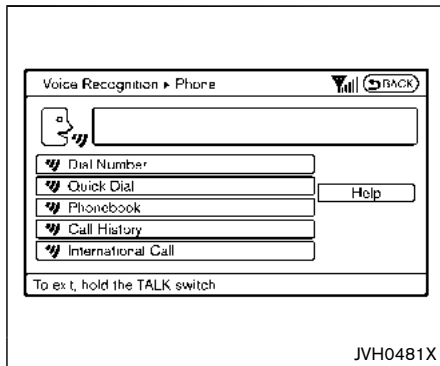 Voice Recognition ▸ Phone BACK
Dial Number
Quick Dial
Help
Phonebook
Call History
International Call
To exit, hold the TALK switch
JVH0481X